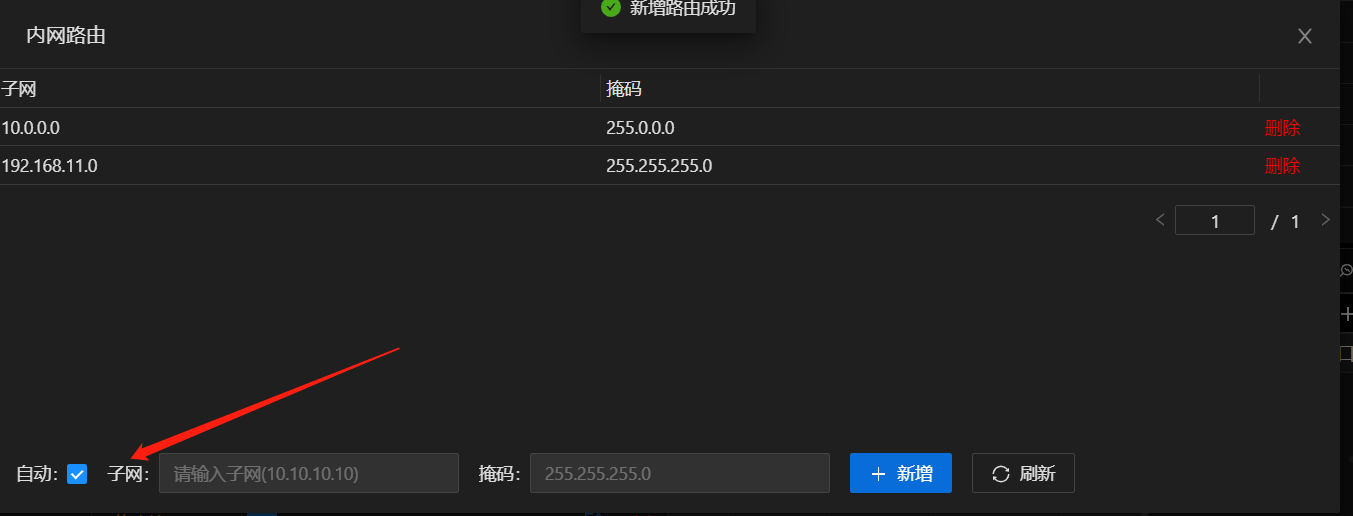 新增路由成功
内网路由
子网 掩码
10.0.0.0 255.0.0.0 删除
192.168.11.0 255.255.255.0 删除
1 / 1
自动: 子网: 请输入子网(10.10.10.10) 掩码: 255.255.255.0 新增 刷新